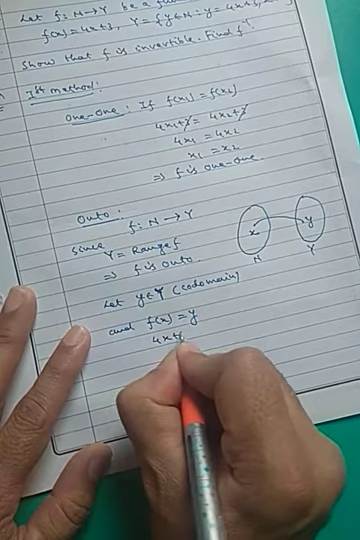 Let f: N→Y be a
f(x) = 4x+3, Y = {y∈N: y = 4x+3,
Show that f is invertible. Find f⁻¹
Ist method:
One-One: If f(x₁) = f(x₂)
4x₁+3 = 4x₂+3
4x₁ = 4x₂
x₁ = x₂
⇒ f is one-one.
Onto:
f: N → Y
Since
Y = Range f
⇒ f is onto.
x y
N Y
Let y∈Y (codomain)
and f(x) = y
4x+